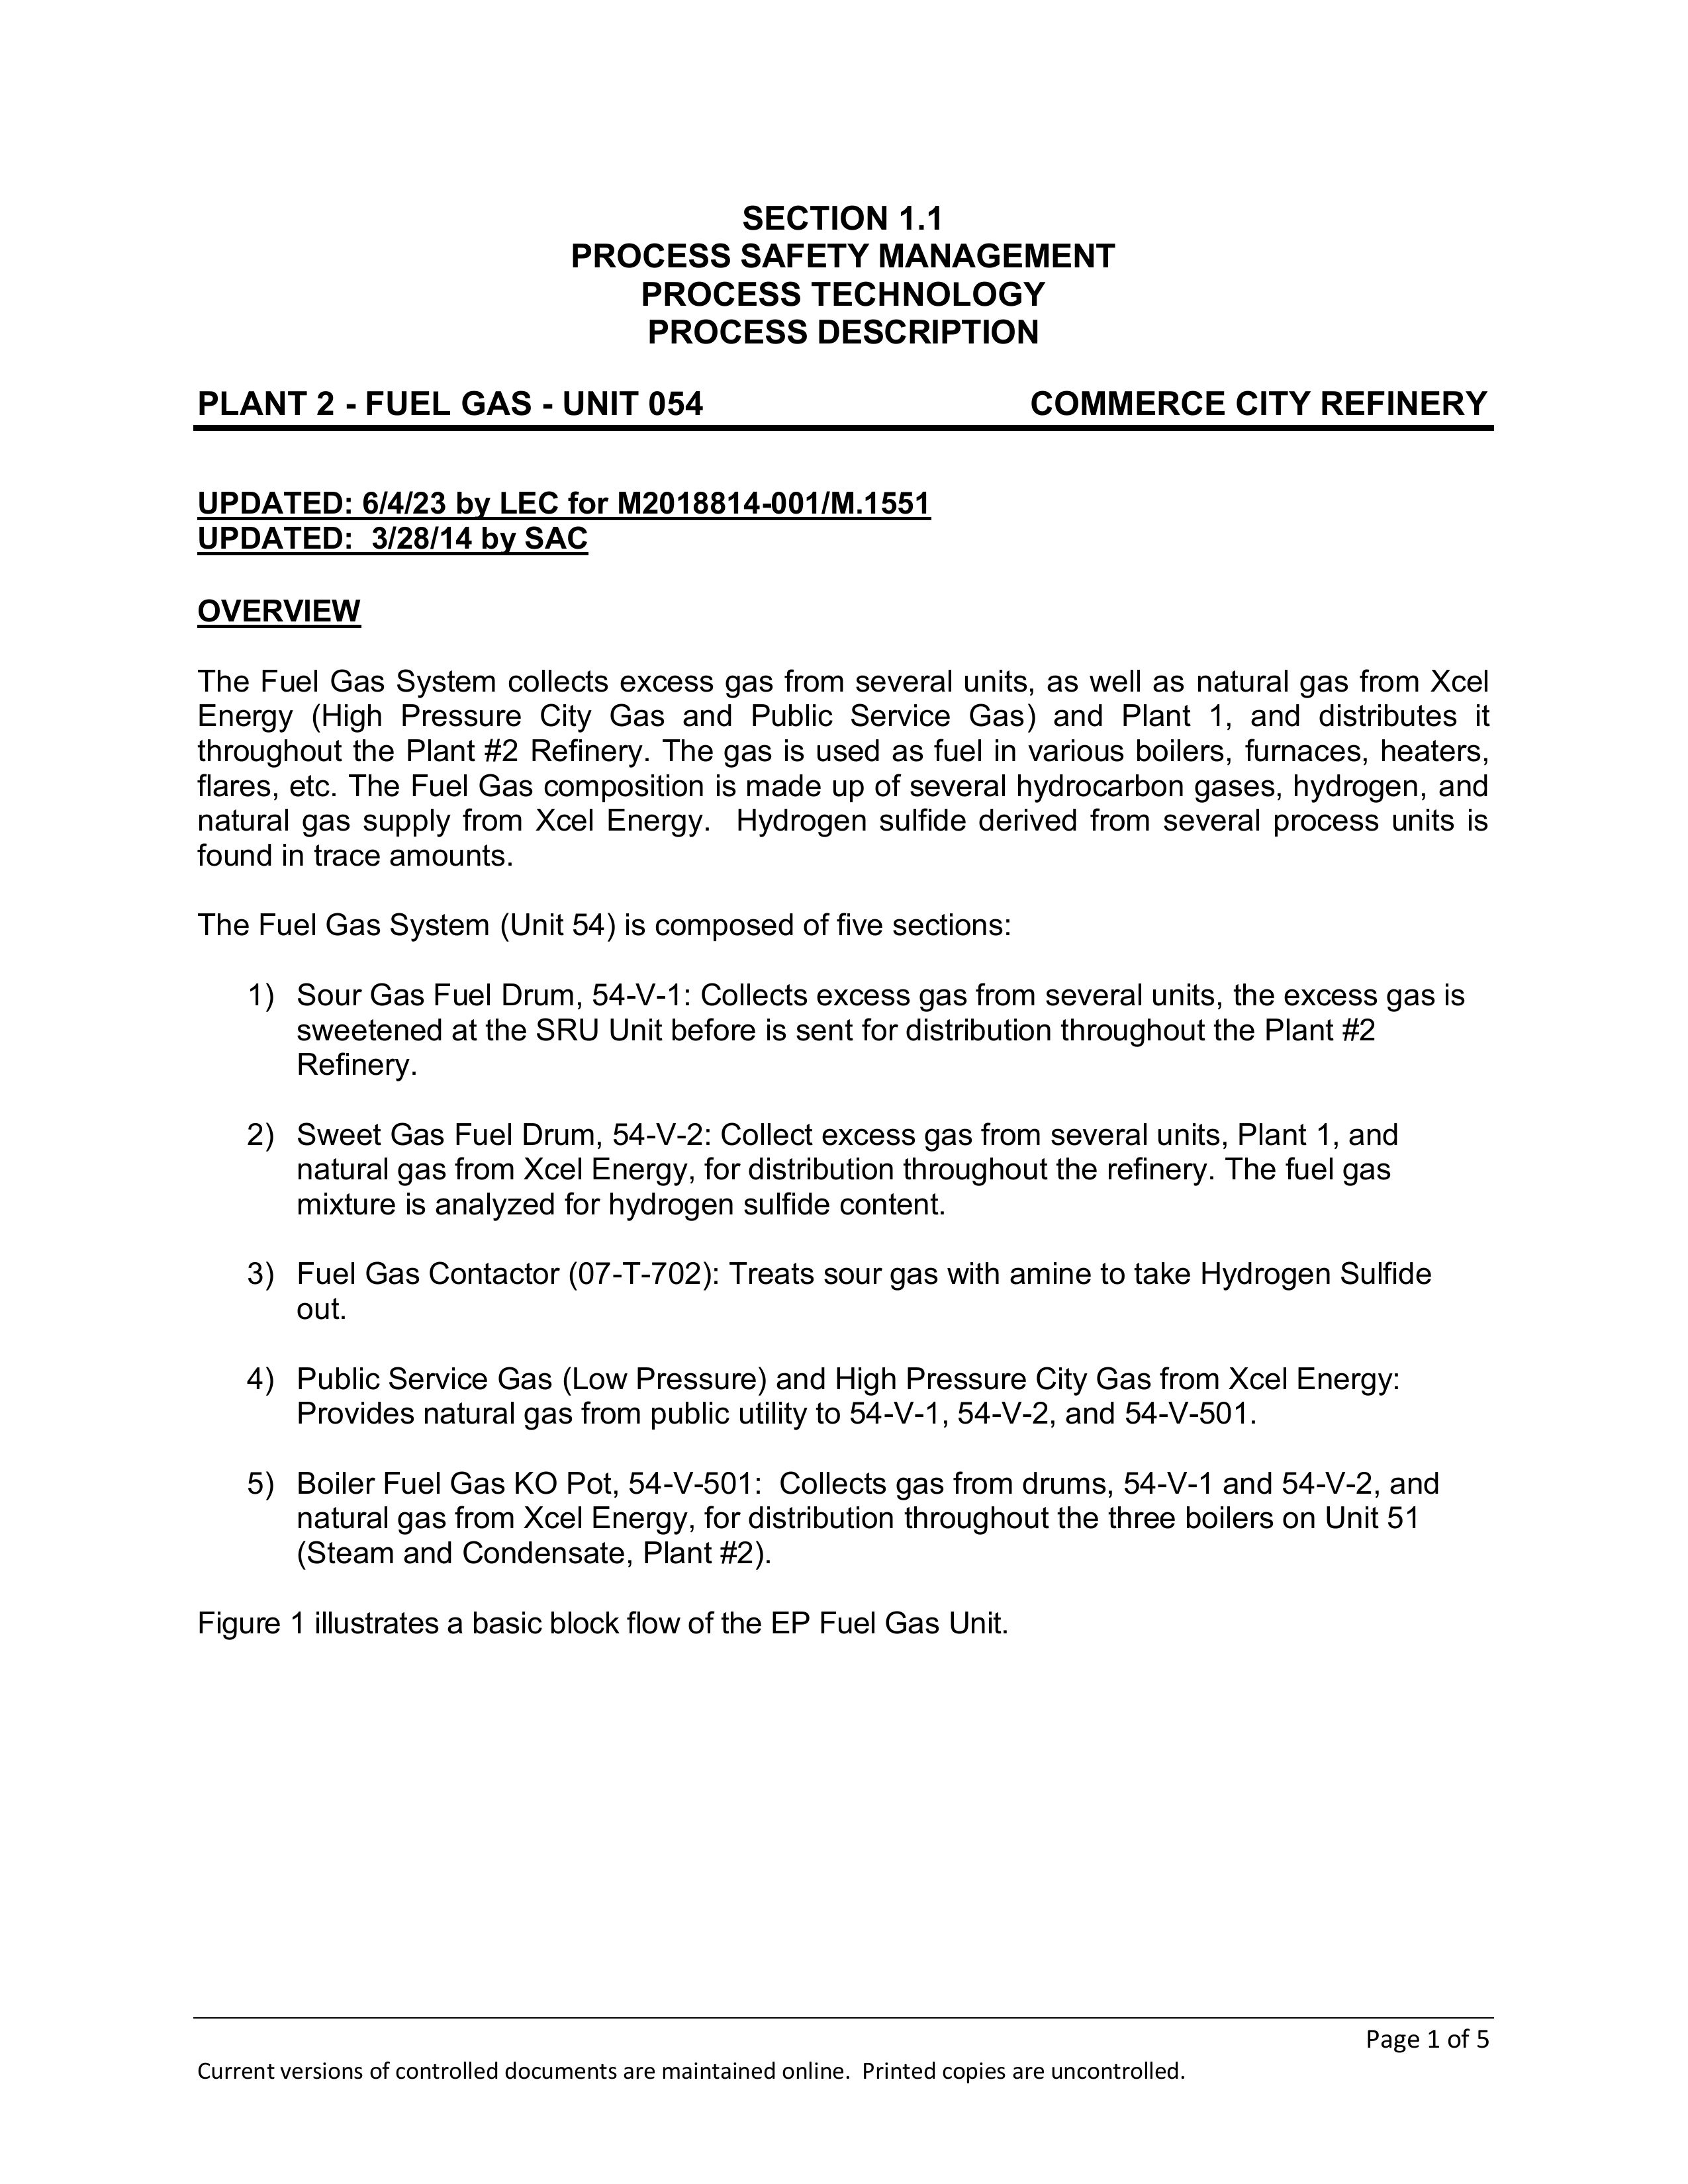 SECTION 1.1
PROCESS SAFETY MANAGEMENT
PROCESS TECHNOLOGY
PROCESS DESCRIPTION
PLANT 2 - FUEL GAS - UNIT 054 COMMERCE CITY REFINERY
UPDATED: 6/4/23 by LEC for M2018814-001/M.1551
UPDATED:  3/28/14 by SAC
OVERVIEW
The Fuel Gas System collects excess gas from several units, as well as natural gas from Xcel
Energy (High Pressure City Gas and Public Service Gas) and Plant 1, and distributes it
throughout the Plant #2 Refinery. The gas is used as fuel in various boilers, furnaces, heaters,
flares, etc. The Fuel Gas composition is made up of several hydrocarbon gases, hydrogen, and
natural gas supply from Xcel Energy.  Hydrogen sulfide derived from several process units is
found in trace amounts.
The Fuel Gas System (Unit 54) is composed of five sections:
1) Sour Gas Fuel Drum, 54-V-1: Collects excess gas from several units, the excess gas is
sweetened at the SRU Unit before is sent for distribution throughout the Plant #2
Refinery.
2) Sweet Gas Fuel Drum, 54-V-2: Collect excess gas from several units, Plant 1, and
natural gas from Xcel Energy, for distribution throughout the refinery. The fuel gas
mixture is analyzed for hydrogen sulfide content.
3) Fuel Gas Contactor (07-T-702): Treats sour gas with amine to take Hydrogen Sulfide
out.
4) Public Service Gas (Low Pressure) and High Pressure City Gas from Xcel Energy:
Provides natural gas from public utility to 54-V-1, 54-V-2, and 54-V-501.
5) Boiler Fuel Gas KO Pot, 54-V-501:  Collects gas from drums, 54-V-1 and 54-V-2, and
natural gas from Xcel Energy, for distribution throughout the three boilers on Unit 51
(Steam and Condensate, Plant #2).
Figure 1 illustrates a basic block flow of the EP Fuel Gas Unit.
Page 1 of 5
Current versions of controlled documents are maintained online.  Printed copies are uncontrolled.